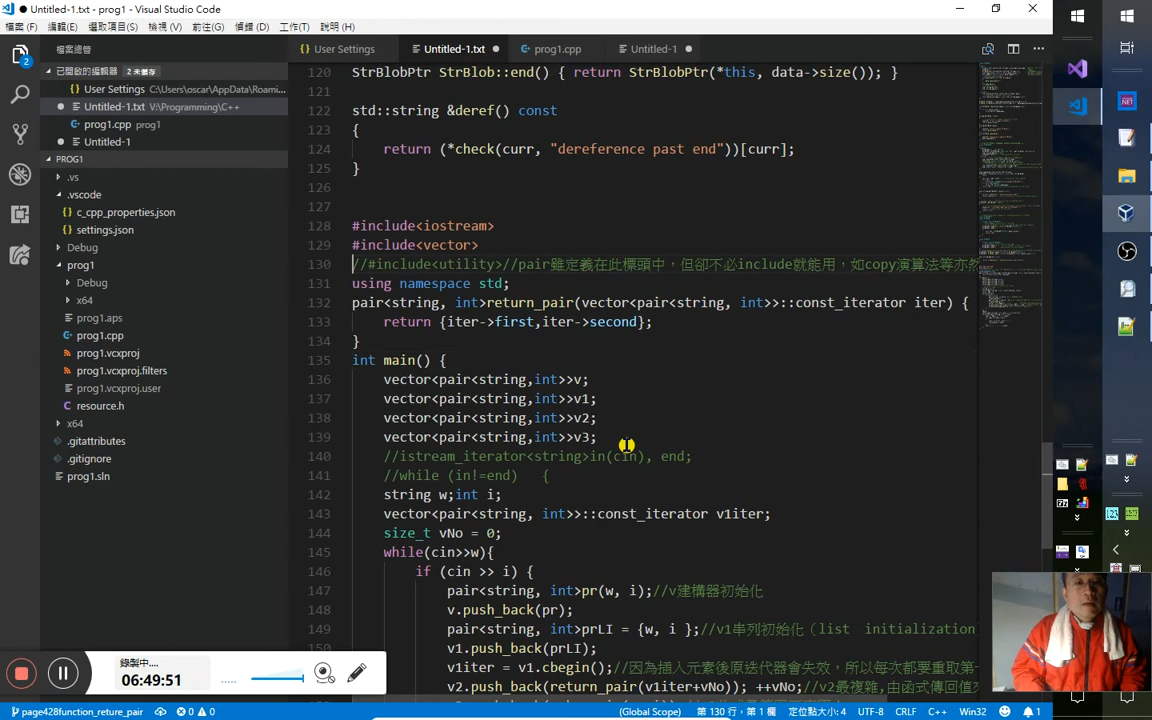 ● Untitled-1.txt - prog1 - Visual Studio Code
檔案 (F) 編輯(E) 選取項目(S) 檢視 (V) 前往(G) 偵錯 (D) 工作(T) 說明 (H)
檔案總管
User Settings
Untitled-1.txt
prog1.cpp
Untitled-1
已開啟的編輯器 2 未儲存
User Settings C:\Users\oscar\AppData\Roami...
Untitled-1.txt V:\Programming\C++
prog1.cpp prog1
Untitled-1
PROG1
.vs
.vscode
c_cpp_properties.json
settings.json
Debug
prog1
Debug
x64
prog1.aps
prog1.cpp
prog1.vcxproj
prog1.vcxproj.filters
prog1.vcxproj.user
resource.h
x64
.gitattributes
.gitignore
prog1.sln
120 StrBlobPtr StrBlob::end() { return StrBlobPtr(*this, data->size()); }
121
122 std::string &deref() const
123 {
124 return (*check(curr, "dereference past end"))[curr];
125 }
126
127
128 #include<iostream>
129 #include<vector>
130 //#include<utility>//pair雖定義在此標頭中，但卻不必include就能用，如copy演算法等亦然
131 using namespace std;
132 pair<string, int>return_pair(vector<pair<string, int>>::const_iterator iter) {
133 return {iter->first,iter->second};
134 }
135 int main() {
136 vector<pair<string,int>>v;
137 vector<pair<string,int>>v1;
138 vector<pair<string,int>>v2;
139 vector<pair<string,int>>v3;
140 //istream_iterator<string>in(cin), end;
141 //while (in!=end) {
142 string w;int i;
143 vector<pair<string, int>>::const_iterator v1iter;
144 size_t vNo = 0;
145 while(cin>>w){
146 if (cin >> i) {
147 pair<string, int>pr(w, i);//v建構器初始化
148 v.push_back(pr);
149 pair<string, int>prLI = {w, i };//v1串列初始化（list initialization
150 v1.push_back(prLI);
v1iter = v1.cbegin();//因為插入元素後原迭代器會失效，所以每次都要重取第一
v2.push_back(return_pair(v1iter+vNo)); ++vNo;//v2最複雜,由函式傳回值
錄製中....
06:49:51
page428function_reture_pair
0 0
(Global Scope)
第 130 行，第 1 欄
定位點大小: 4
UTF-8
CRLF
C++
Win32
1